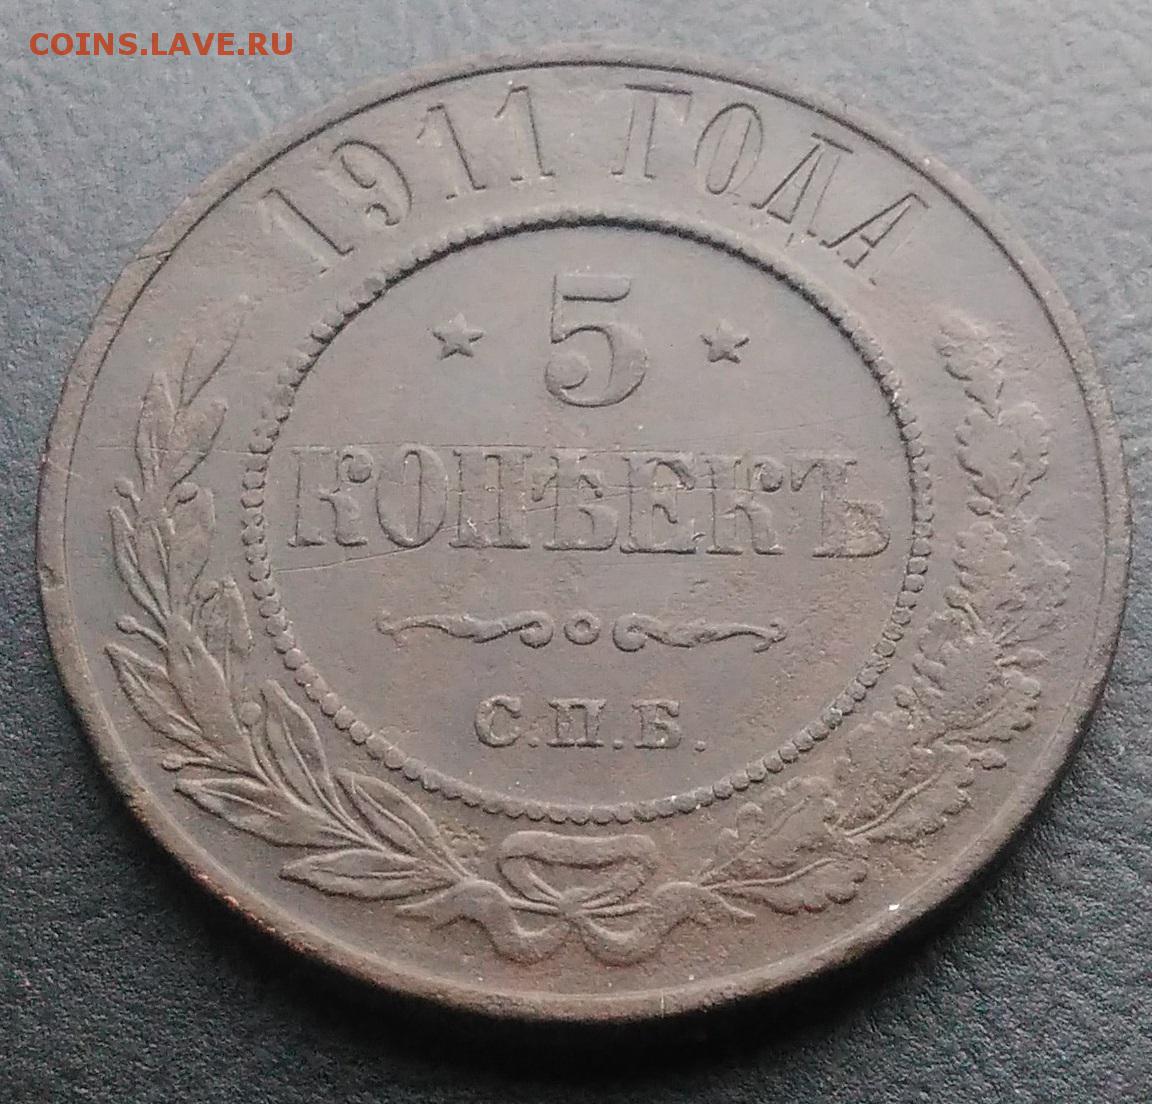 COINS.LAVE.RU
1911 ГОДА
5
КОПѢЕКЪ
С.П.Б.